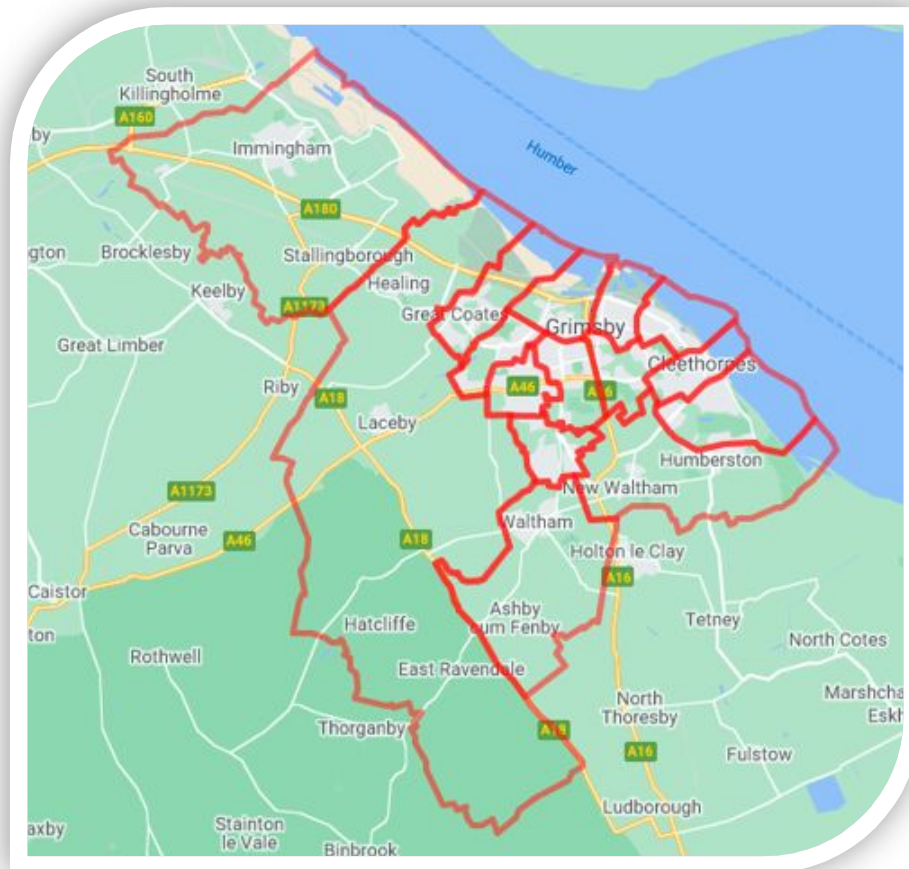 South
Killingholme
A160
by
Immingham
Humber
A180
Brocklesby
Stallingborough
gton
Healing
Keelby
A1173
Great Coates
Grimsby
Great Limber
Cleethorpes
Riby
A46
A18
Laceby
Humberston
A1173
New Waltham
Waltham
Cabourne
Parva
A46
A18
Holton le Clay
A16
Caistor
Ashby
cum Fenby
Tetney
ton
Hatcliffe
North Cotes
Rothwell
East Ravendale
North
Thoresby
Marshcha
Eskh
Thorganby
A18
A16
Fulstow
Ludborough
axby
Stainton
le Vale
Binbrook